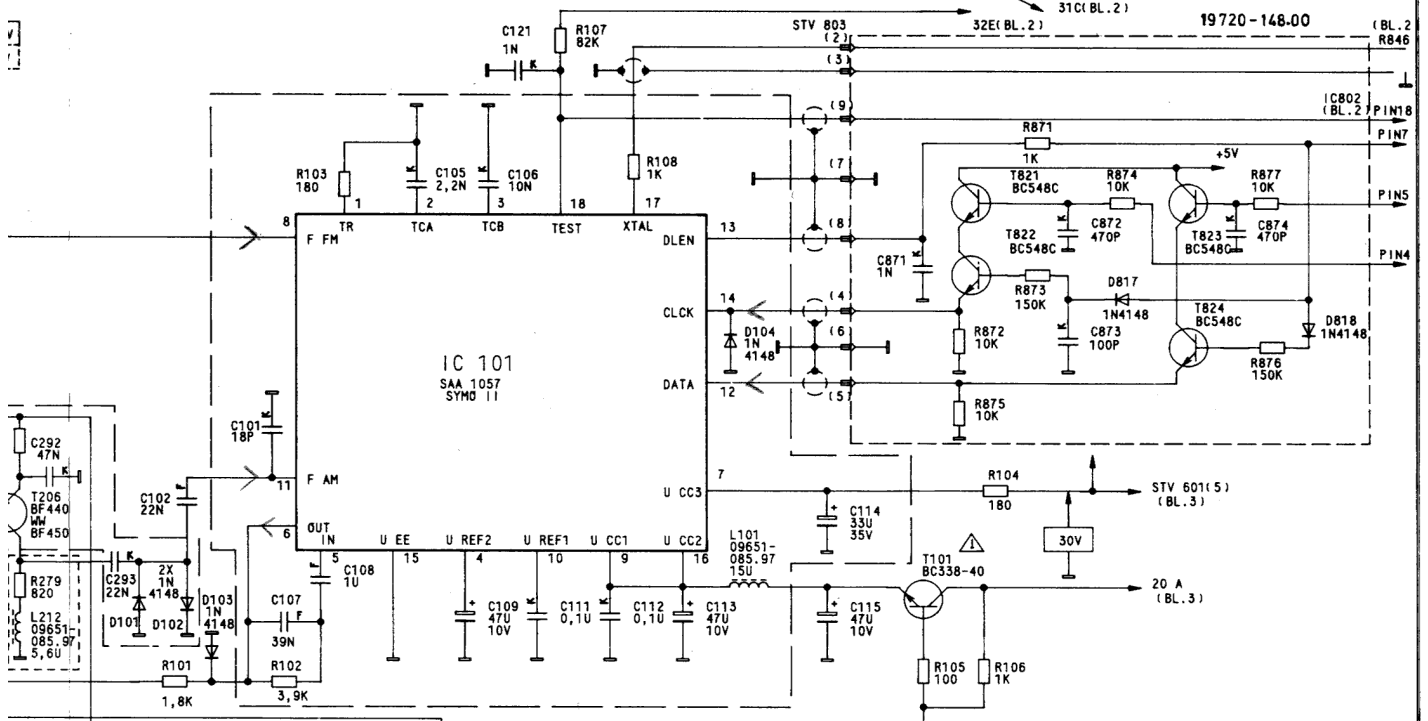 31C(BL.2)
STV 803
32E(BL.2)
19720-148.00
(BL.2
R846
C121
1N
K
R107
82K
(2)
(3)
IC802
(BL.2)
PIN18
(9)
PIN7
R871
1K
+5V
(7)
R103
180
K
C105
2,2N
K
C106
10N
R108
1K
T821
BC548C
R874
10K
R877
10K
PIN5
1
2
3
18
17
8
F FM
TR
TCA
TCB
TEST
XTAL
DLEN
13
(8)
K
C871
1N
T822
BC548C
K
C872
470P
T823
BC548C
K
C874
470P
PIN4
14
CLCK
(4)
D104
1N
4148
(6)
R873
150K
D817
1N4148
T824
BC548C
D818
1N4148
R872
10K
K
C873
100P
R876
150K
IC 101
SAA 1057
SYMO II
DATA
12
(5)
R875
10K
K
C101
18P
C292
47N
K
T206
BF440
WW
BF450
F
C102
22N
11
F AM
6
OUT
IN
5
7
U CC3
R104
180
STV 601(5)
(BL.3)
+
C114
33U
35V
30V
U EE
15
U REF2
4
U REF1
10
U CC1
9
U CC2
16
L101
09651-
085.97
15U
T101
BC338-40
20 A
(BL.3)
R279
820
L212
09651-
085.97
5,6U
F
C293
22N
2X
1N
4148
D101
D102
D103
1N
4148
F
C108
1U
C107
F
39N
+
C109
47U
10V
K
C111
0,1U
K
C112
0,1U
+
C113
47U
10V
+
C115
47U
10V
R101
1,8K
R102
3,9K
R105
100
R106
1K